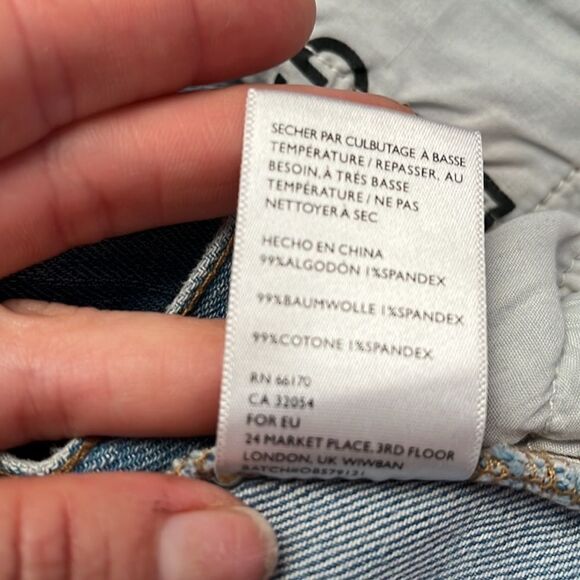 SECHER PAR CULBUTAGE À BASSE
TEMPÉRATURE / REPASSER, AU
BESOIN, À TRÈS BASSE
TEMPÉRATURE / NE PAS
NETTOYER À SEC
HECHO EN CHINA
99%ALGODÓN 1%SPANDEX
99%BAUMWOLLE 1%SPANDEX
99%COTONE 1%SPANDEX
RN 66170
CA 32054
FOR EU
24 MARKET PLACE, 3RD FLOOR
LONDON, UK WIW8AN